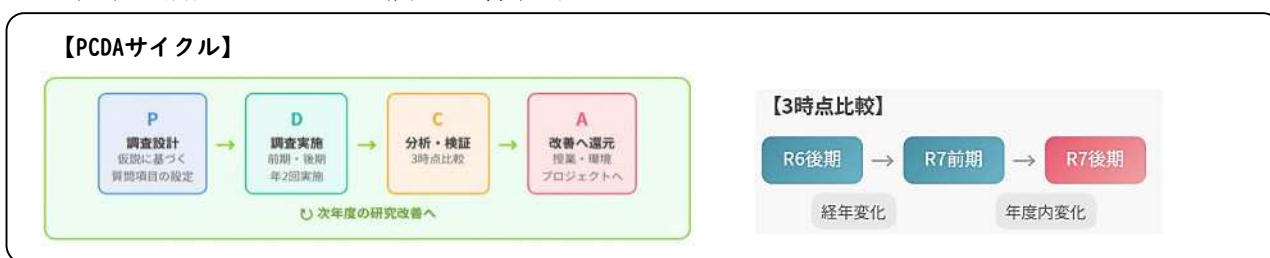 【PCDAサイクル】
P
調査設計
仮説に基づく
質問項目の設定
→
D
調査実施
前期・後期
年2回実施
→
C
分析・検証
3時点比較
→
A
改善へ還元
授業・環境
プロジェクトへ
↻ 次年度の研究改善へ
【3時点比較】
R6後期 → R7前期 → R7後期
経年変化 年度内変化